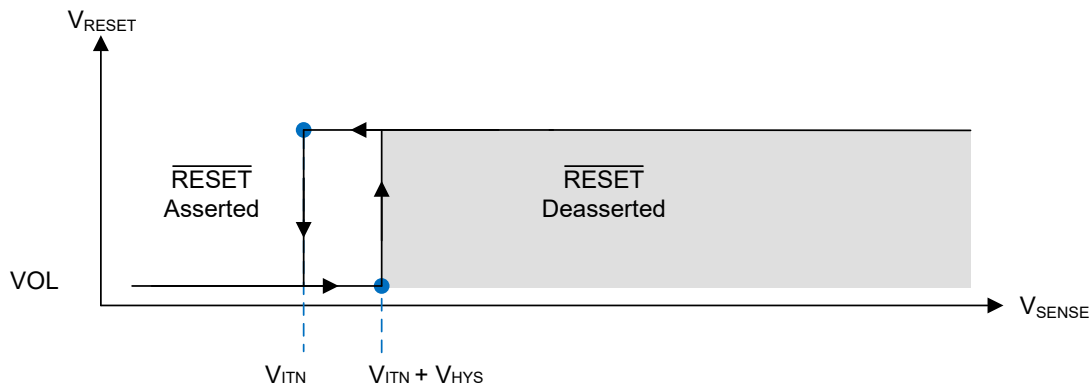 VRESET
RESET
Asserted
RESET
Deasserted
VOL
VSENSE
VITN
VITN + VHYS